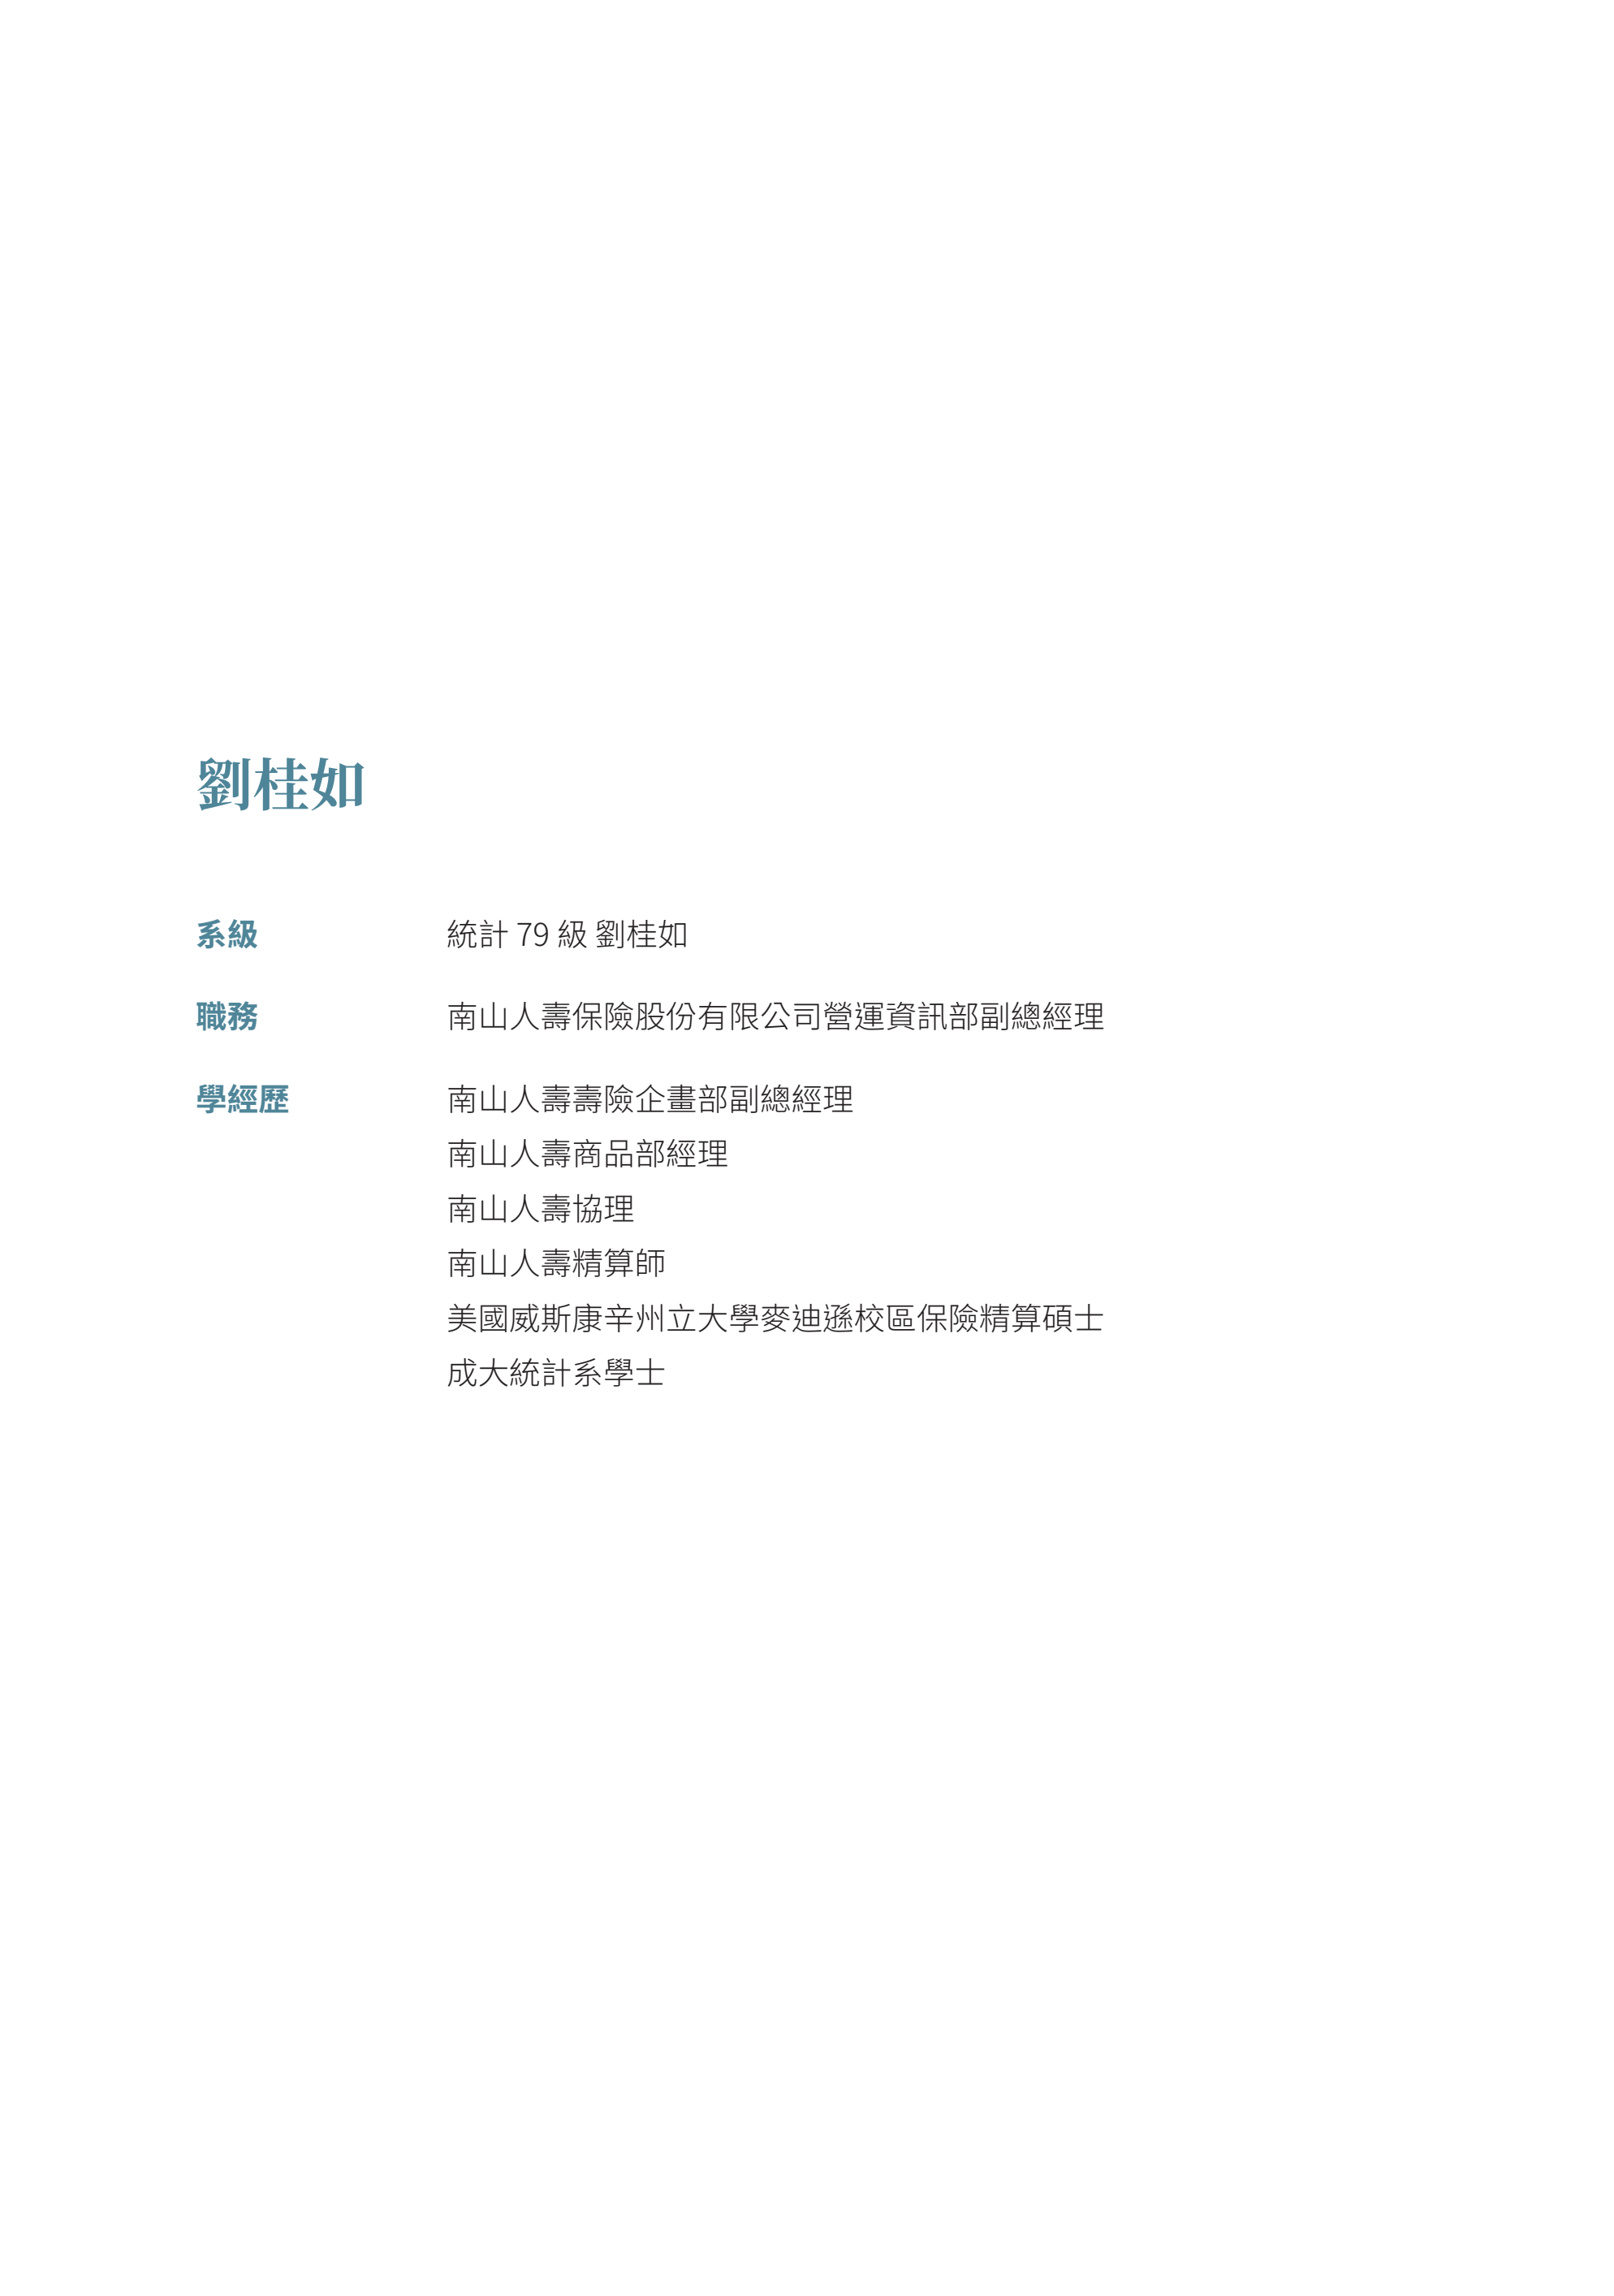 劉桂如
系級 統計 79 級 劉桂如
職務 南山人壽保險股份有限公司營運資訊部副總經理
學經歷 南山人壽壽險企畫部副總經理
南山人壽商品部經理
南山人壽協理
南山人壽精算師
美國威斯康辛州立大學麥迪遜校區保險精算碩士
成大統計系學士